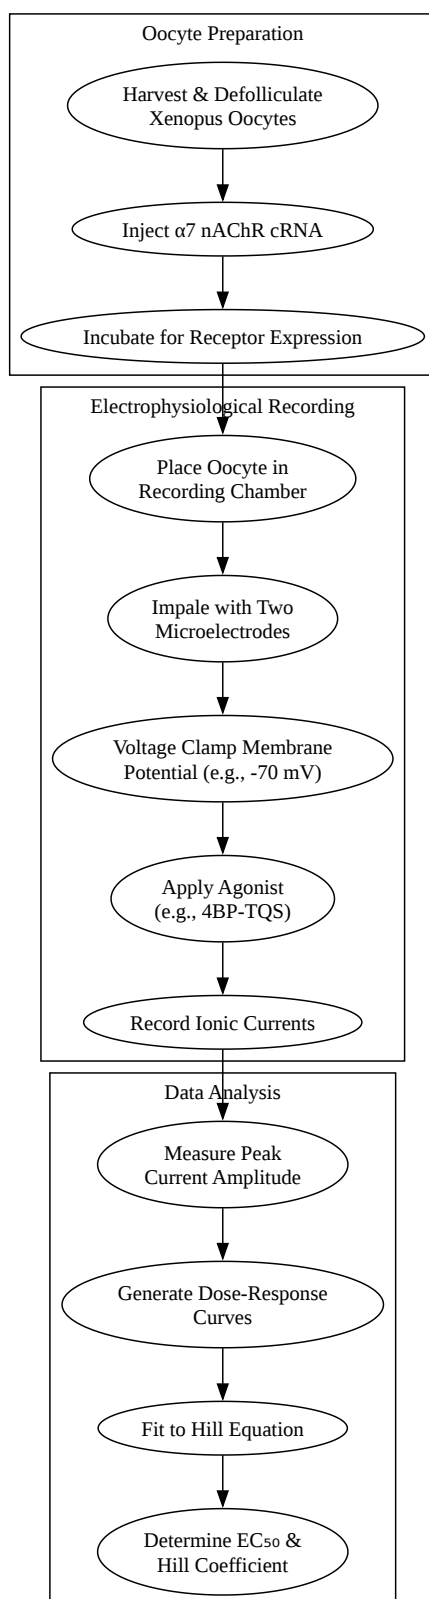 Oocyte Preparation
Harvest & Defolliculate
Xenopus Oocytes
Inject α7 nAChR cRNA
Incubate for Receptor Expression
Electrophysiological Recording
Place Oocyte in
Recording Chamber
Impale with Two
Microelectrodes
Voltage Clamp Membrane
Potential (e.g., -70 mV)
Apply Agonist
(e.g., 4BP-TQS)
Record Ionic Currents
Data Analysis
Measure Peak
Current Amplitude
Generate Dose-Response
Curves
Fit to Hill Equation
Determine EC₅₀ &
Hill Coefficient